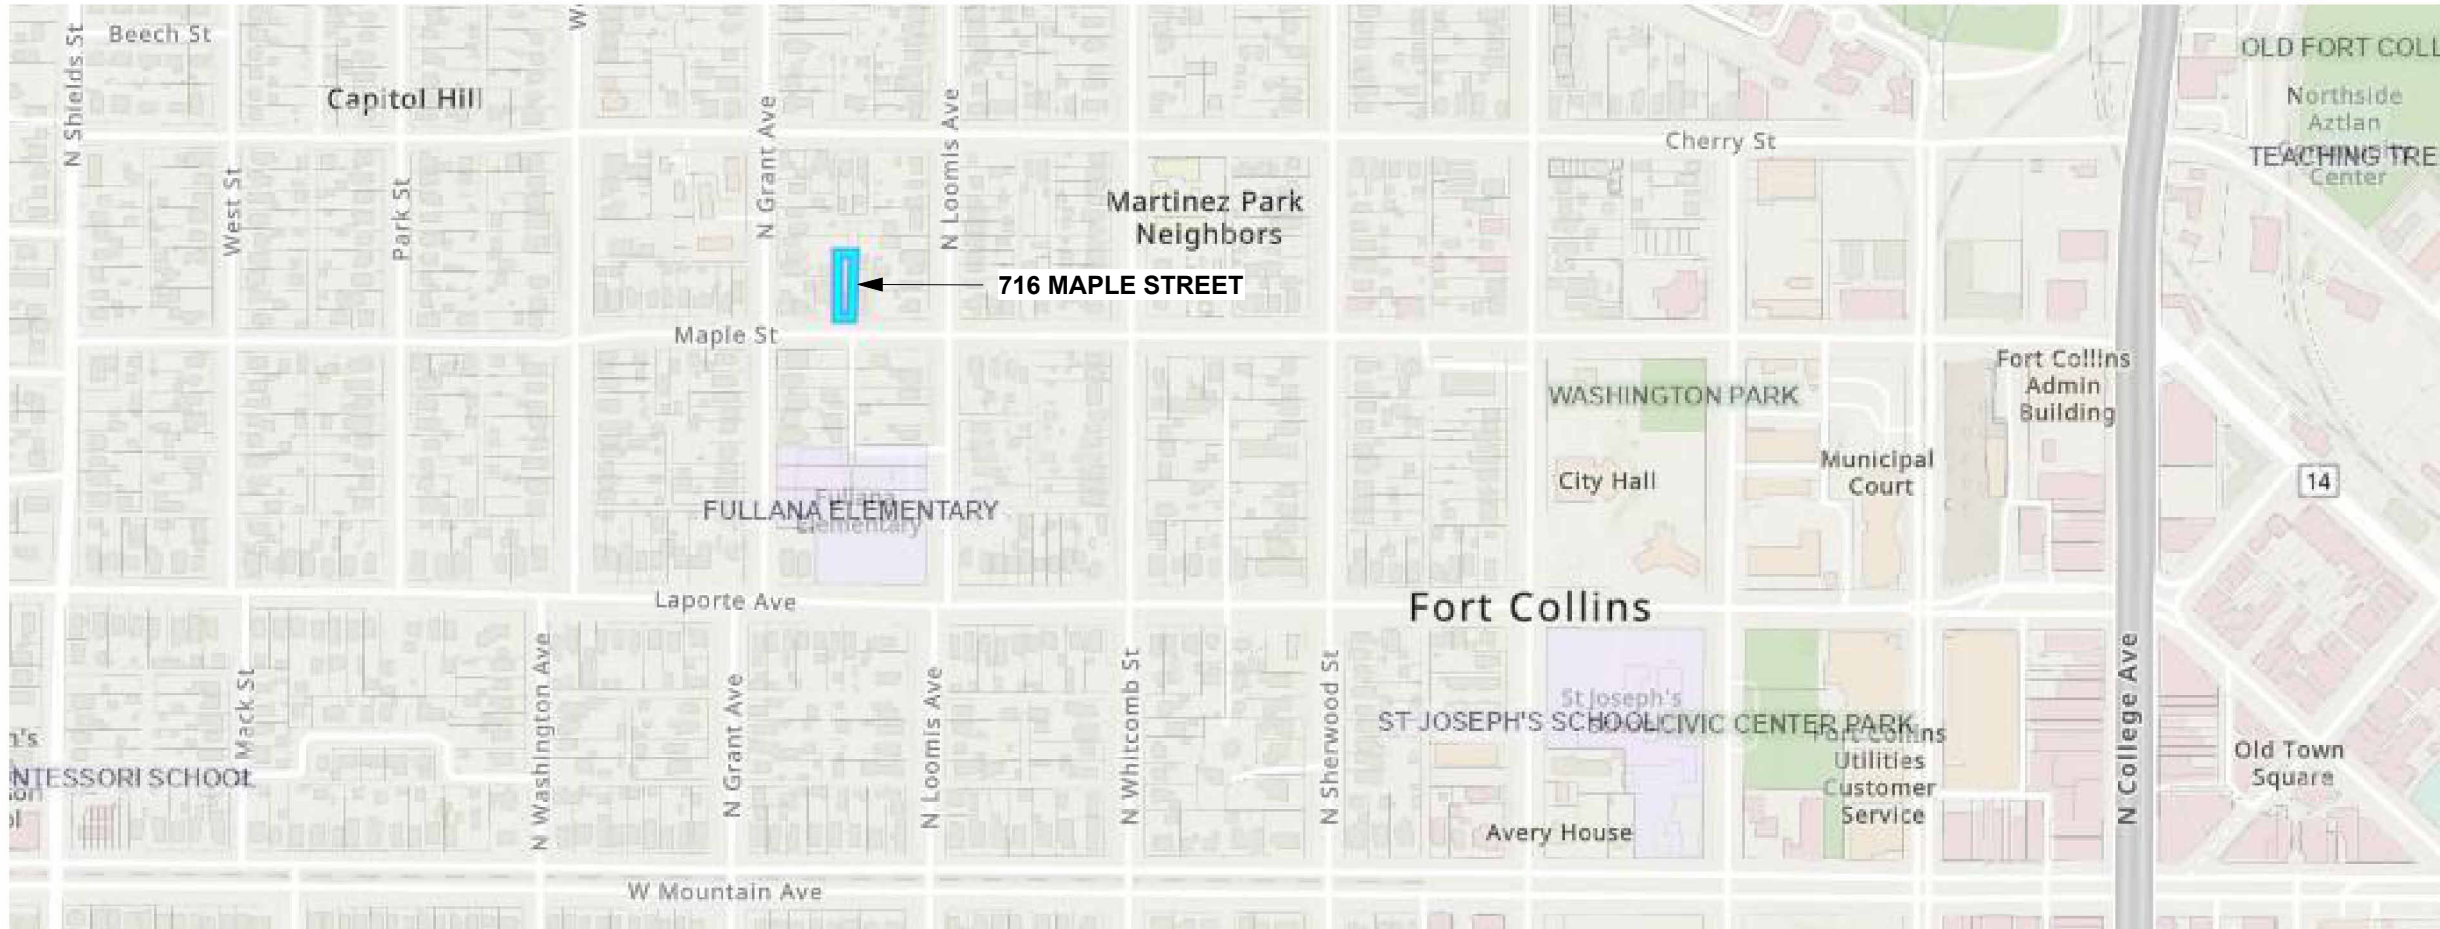 Beech St
N Shields St
Capitol Hill
West St
Park St
N Grant Ave
N Loomis Ave
Cherry St
OLD FORT COLL
Northside
Aztlan
TEACHING TRE
Center
Martinez Park
Neighbors
716 MAPLE STREET
Maple St
Fort Collins
Admin
Building
WASHINGTON PARK
City Hall
Municipal
Court
14
Fullana
FULLANA ELEMENTARY
Elementary
Laporte Ave
Fort Collins
Mack St
N Washington Ave
N Grant Ave
N Loomis Ave
N Whitcomb St
N Sherwood St
N College Ave
St Joseph's
ST JOSEPH'S SCHOOL
CIVIC CENTER PARK
Fort Collins
Utilities
Customer
Service
Old Town
Square
NTESSORI SCHOOL
Avery House
W Mountain Ave